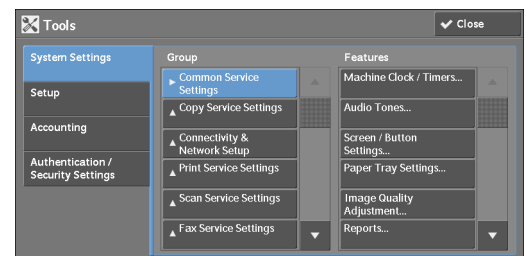 Tools
Close
System Settings
Setup
Accounting
Authentication /
Security Settings
Group
Common Service
Settings
Copy Service Settings
Connectivity &
Network Setup
Print Service Settings
Scan Service Settings
Fax Service Settings
Features
Machine Clock / Timers...
Audio Tones...
Screen / Button
Settings...
Paper Tray Settings...
Image Quality
Adjustment...
Reports...